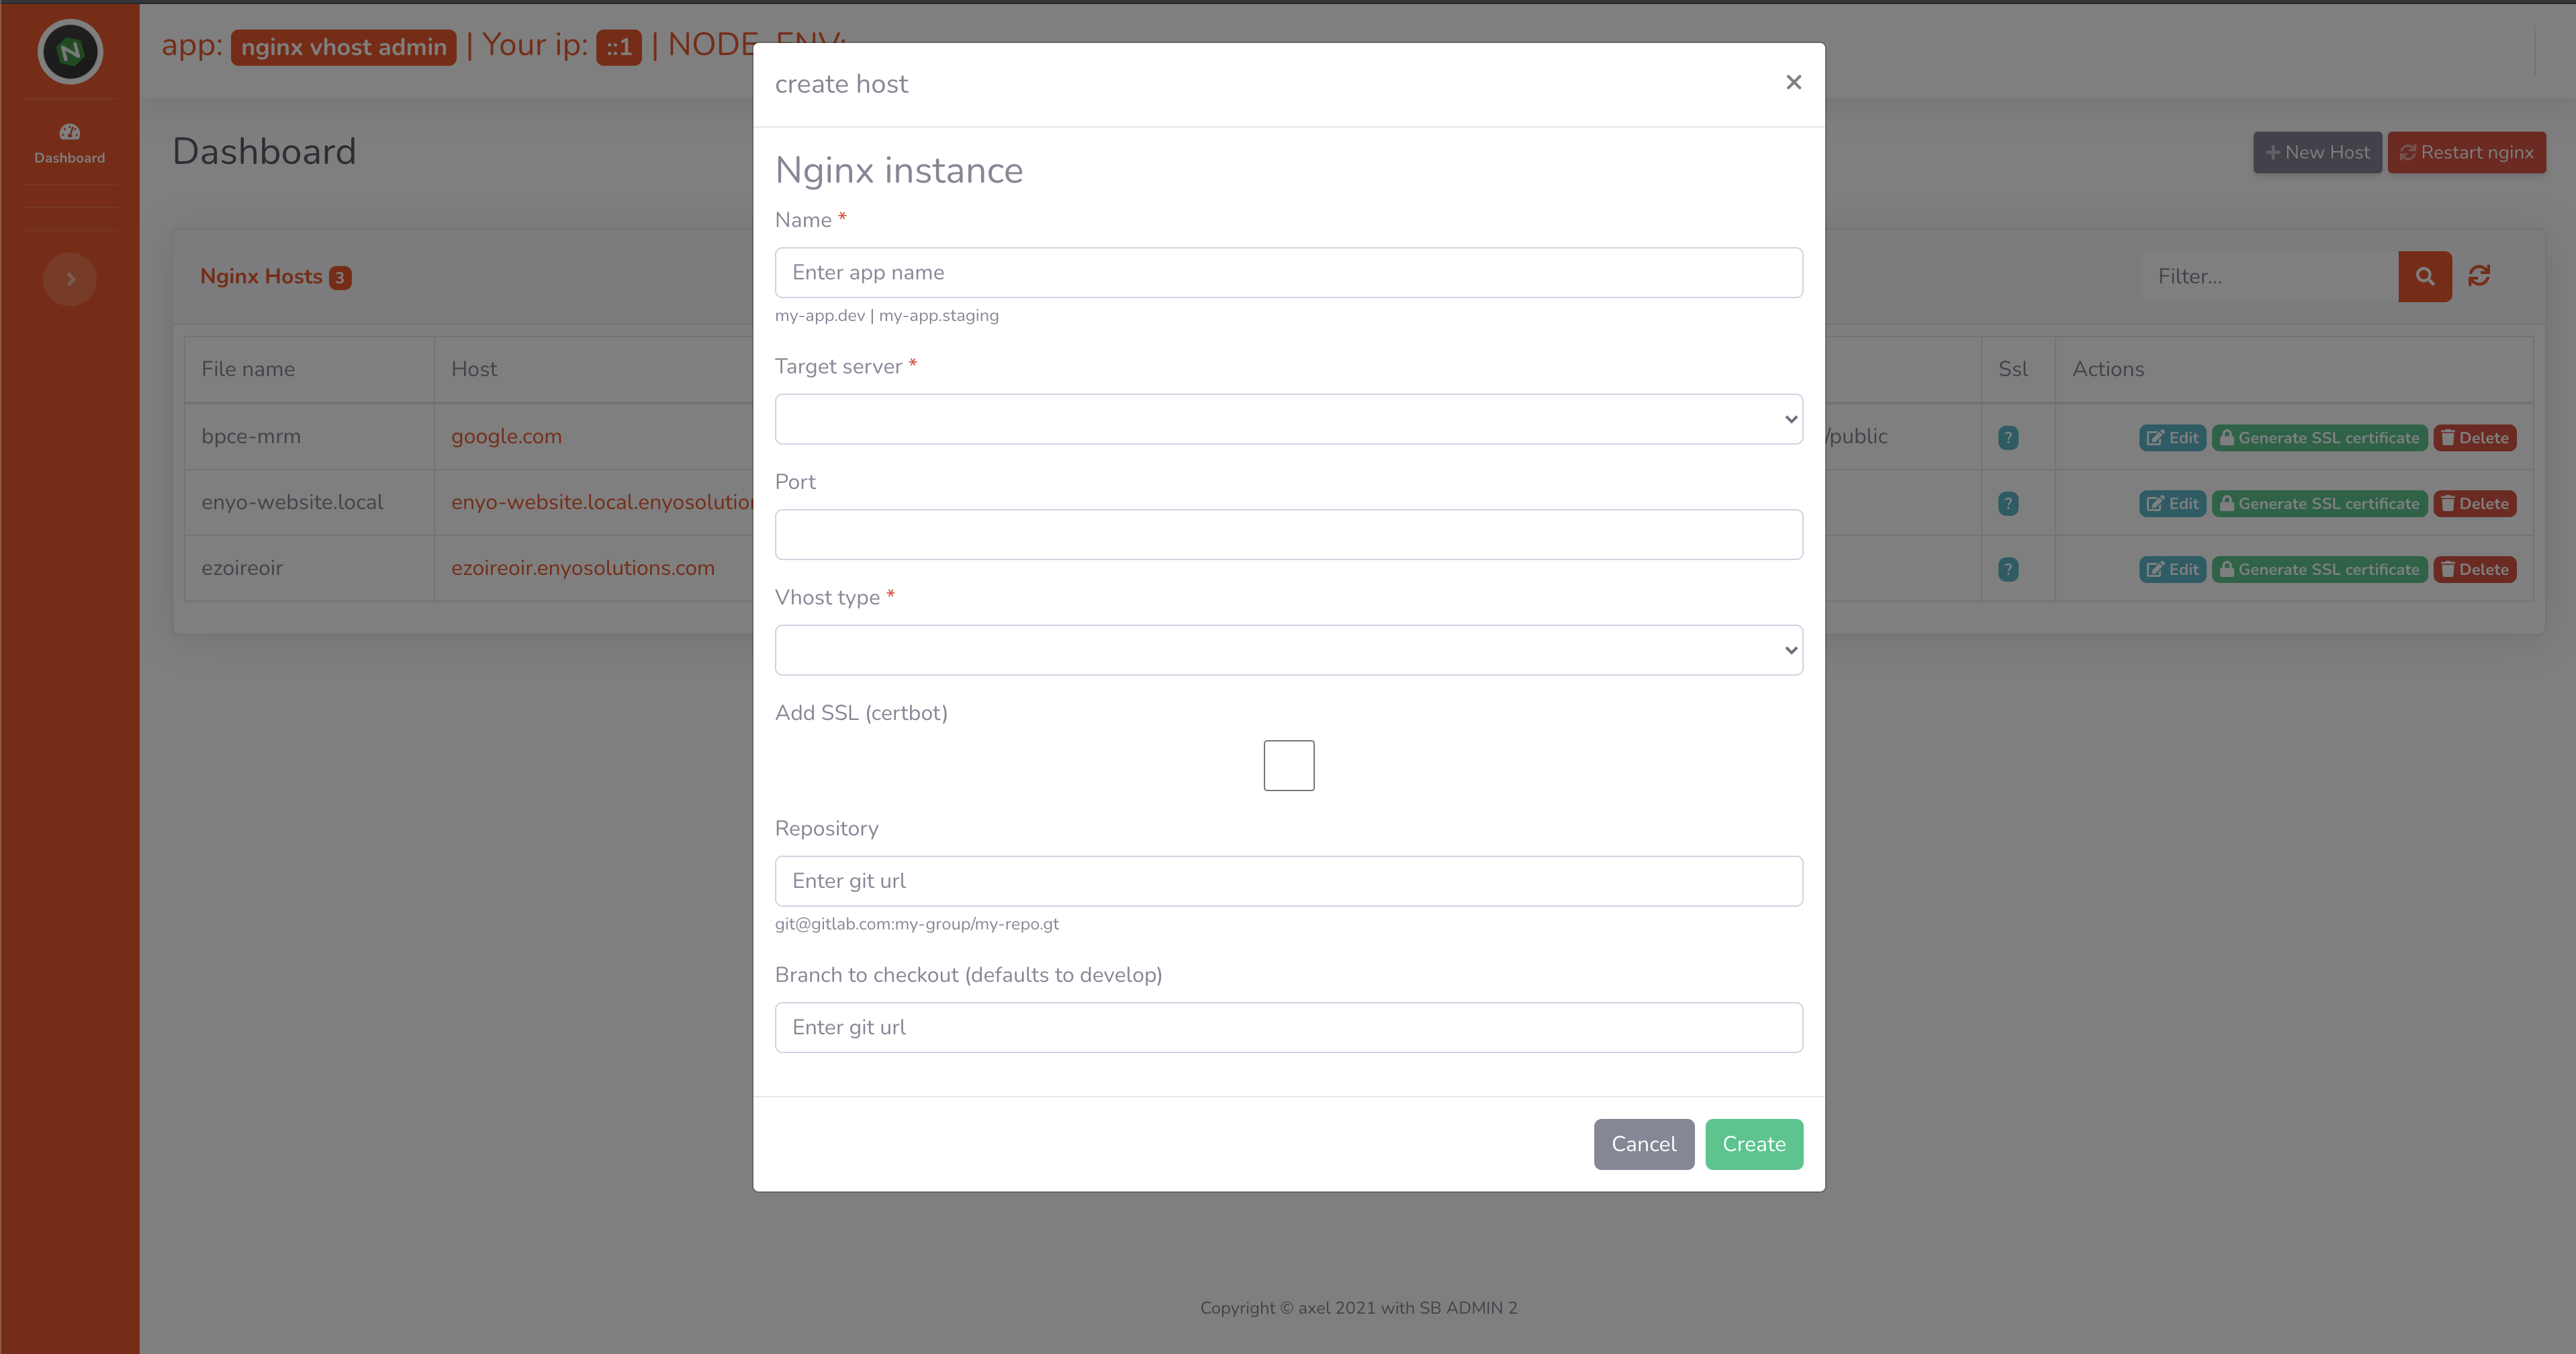 app: nginx vhost admin | Your ip: ::1 | NODE_ENV:
Dashboard
Dashboard
+ New Host
Restart nginx
Nginx Hosts 3
Filter...
File name Host Ssl Actions
bpce-mrm google.com /public ? Edit Generate SSL certificate Delete
enyo-website.local enyo-website.local.enyosolution ? Edit Generate SSL certificate Delete
ezoireoir ezoireoir.enyosolutions.com ? Edit Generate SSL certificate Delete
create host ×
Nginx instance
Name *
Enter app name
my-app.dev | my-app.staging
Target server *
Port
Vhost type *
Add SSL (certbot)
Repository
Enter git url
git@gitlab.com:my-group/my-repo.gt
Branch to checkout (defaults to develop)
Enter git url
Cancel
Create
Copyright © axel 2021 with SB ADMIN 2